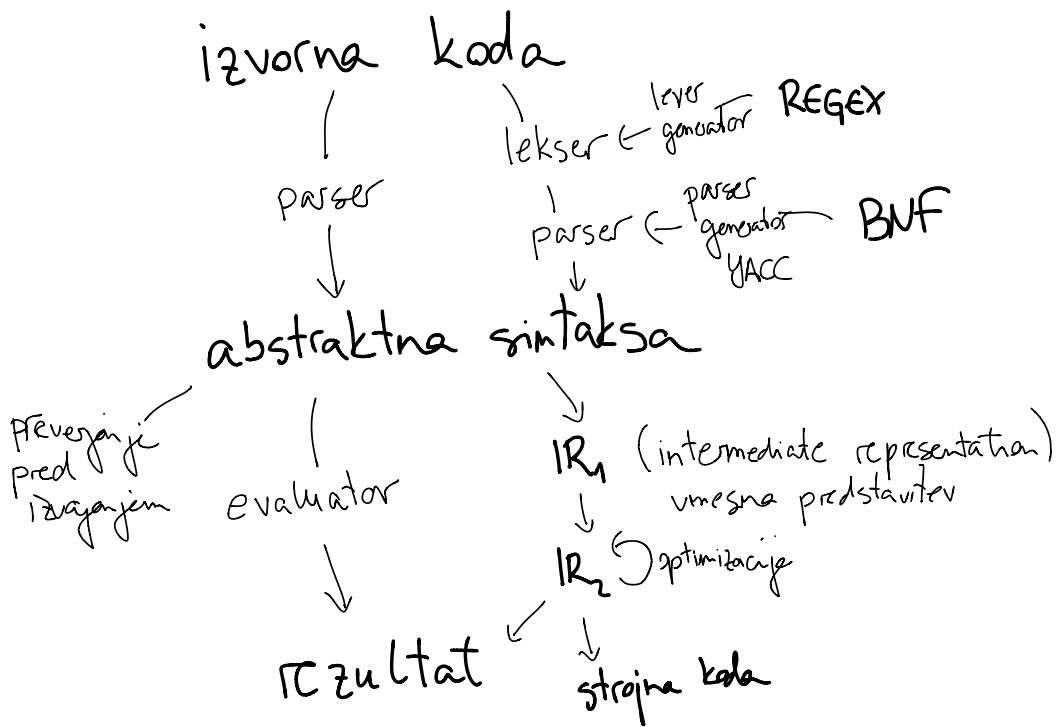 izvorna koda
lexer
generator
REGEX
lekser
parser
parser
generator
YACC
BNF
parser
abstraktna sintaksa
preverjanje
pred
izvajanjem
evaluator
IR1 (intermediate representation)
vmesna predstavitev
IR2 optimizacije
rezultat
strojna koda